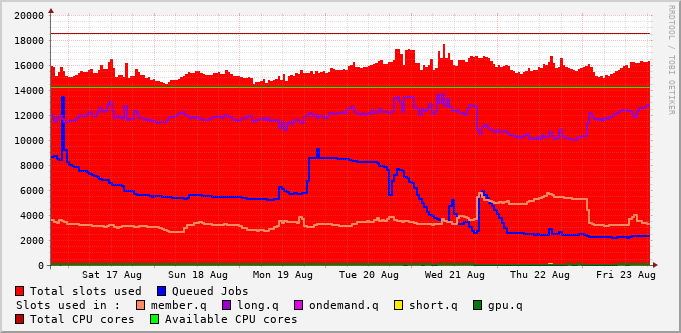 20000
18000
16000
14000
12000
10000
8000
6000
4000
2000
0
Sat 17 Aug Sun 18 Aug Mon 19 Aug Tue 20 Aug Wed 21 Aug Thu 22 Aug Fri 23 Aug
Total slots used Queued Jobs
Slots used in : member.q long.q ondemand.q short.q gpu.q
Total CPU cores Available CPU cores
RRDTOOL / TOBI OETIKER